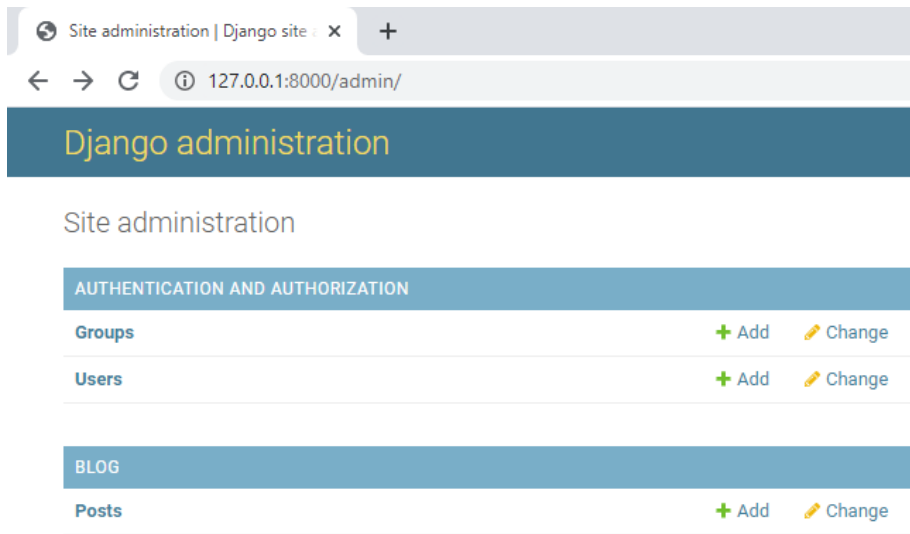 Site administration | Django site
127.0.0.1:8000/admin/
Django administration
Site administration
AUTHENTICATION AND AUTHORIZATION
Groups Add Change
Users Add Change
BLOG
Posts Add Change